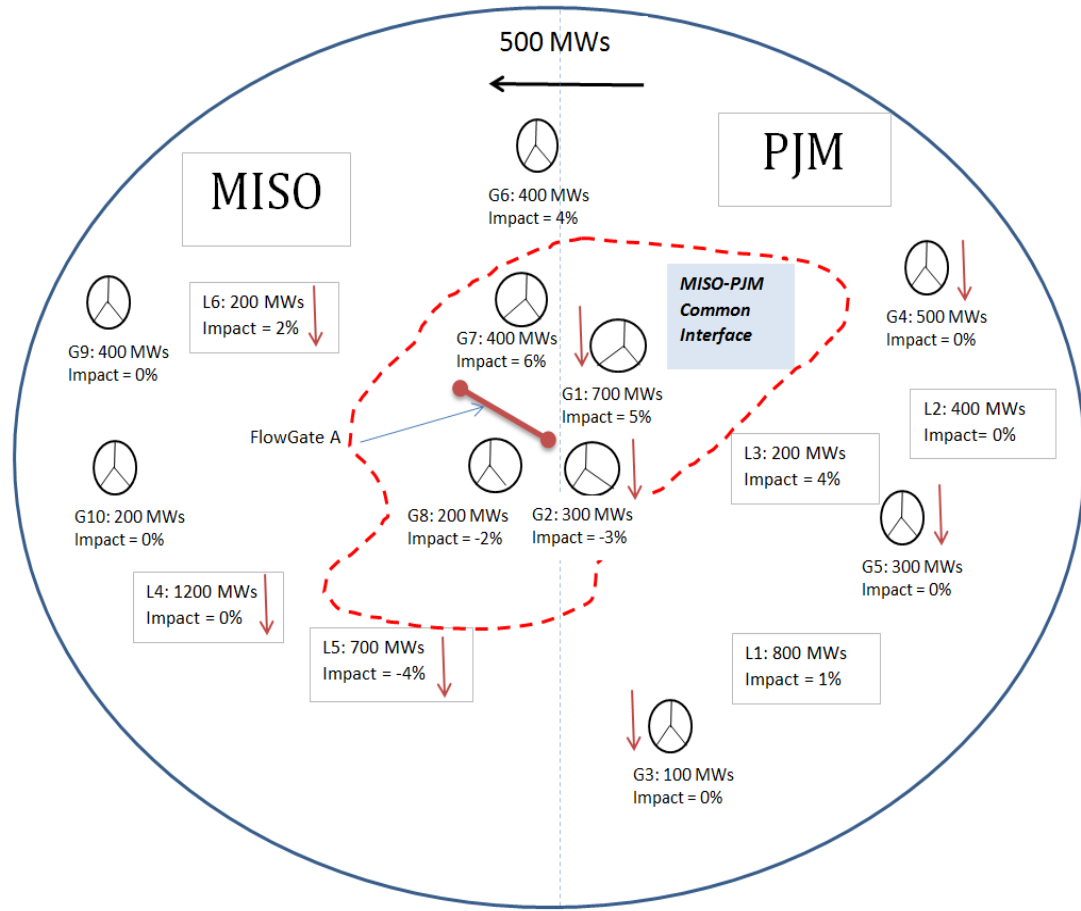 500 MWs
MISO
PJM
G6: 400 MWs
Impact = 4%
MISO-PJM
Common
Interface
L6: 200 MWs
Impact = 2%
G9: 400 MWs
Impact = 0%
G7: 400 MWs
Impact = 6%
G4: 500 MWs
Impact = 0%
G1: 700 MWs
Impact = 5%
FlowGate A
L2: 400 MWs
Impact= 0%
L3: 200 MWs
Impact = 4%
G10: 200 MWs
Impact = 0%
G8: 200 MWs
Impact = -2%
G2: 300 MWs
Impact = -3%
G5: 300 MWs
Impact = 0%
L4: 1200 MWs
Impact = 0%
L5: 700 MWs
Impact = -4%
L1: 800 MWs
Impact = 1%
G3: 100 MWs
Impact = 0%